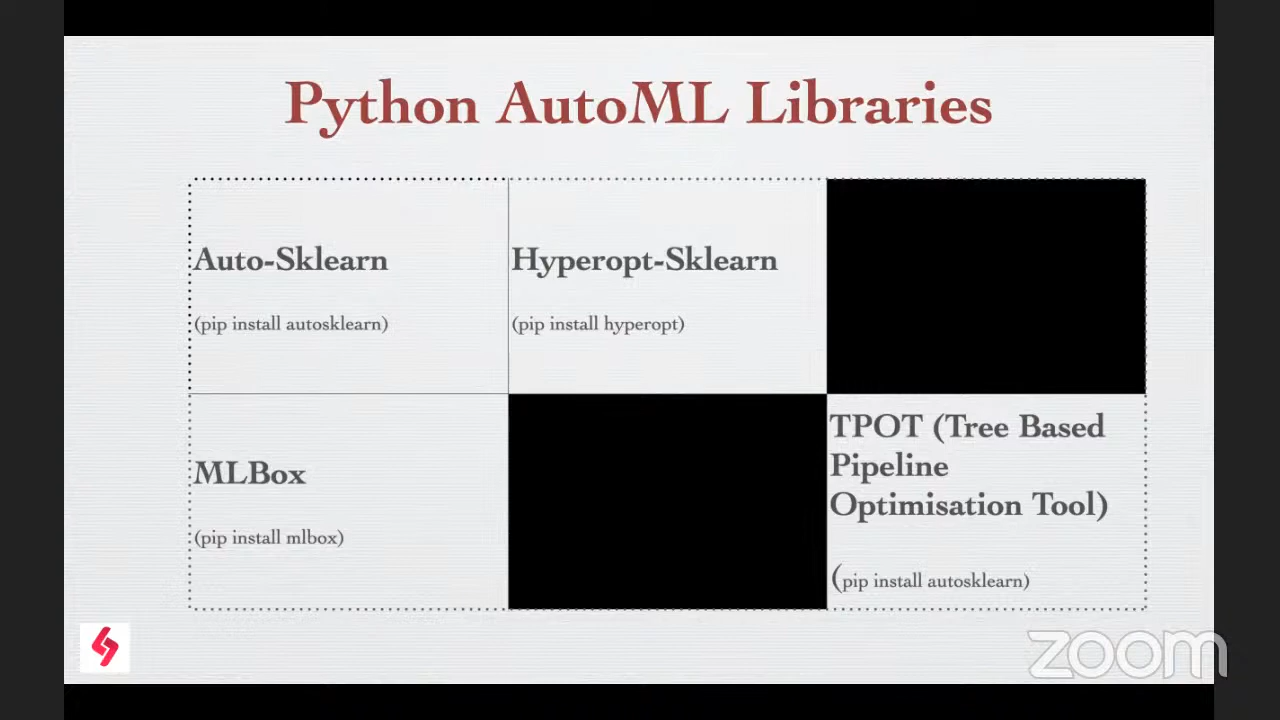 Python AutoML Libraries
Auto-Sklearn
(pip install autosklearn)
Hyperopt-Sklearn
(pip install hyperopt)
MLBox
(pip install mlbox)
TPOT (Tree Based
Pipeline
Optimisation Tool)
(pip install autosklearn)
zoom